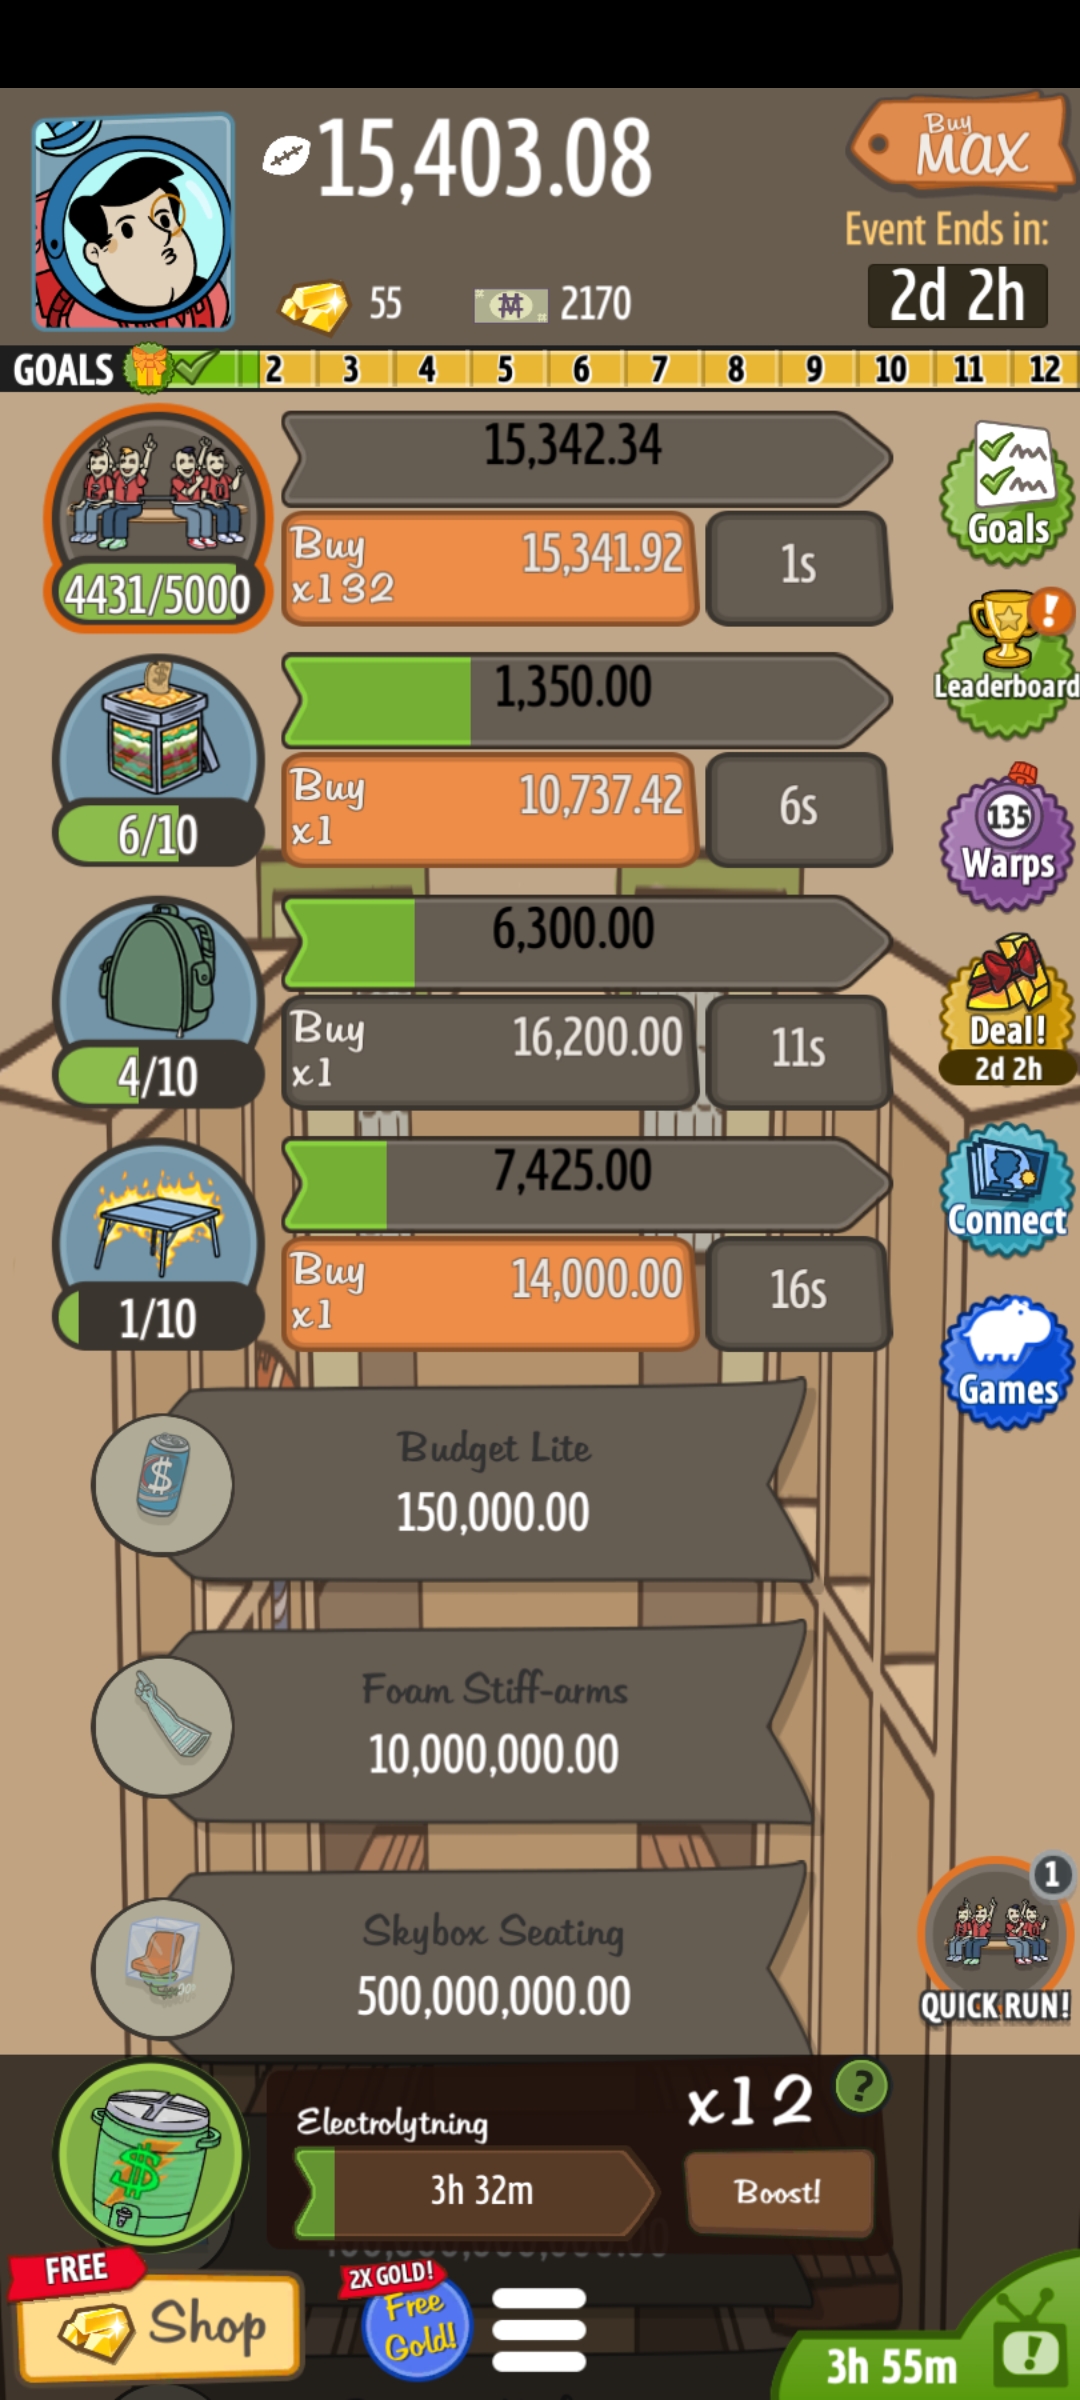 15,403.08
Buy
MAX
Event Ends in:
2d 2h
55
2170
GOALS 2 3 4 5 6 7 8 9 10 11 12
15,342.34
Buy
x132
15,341.92
1s
4431/5000
Goals
1,350.00
Buy
x1
10,737.42
6s
6/10
!
Leaderboard
6,300.00
Buy
x1
16,200.00
11s
4/10
135
Warps
Deal!
2d 2h
7,425.00
Buy
x1
14,000.00
16s
1/10
Connect
Games
$
Budget Lite
150,000.00
Foam Stiff-arms
10,000,000.00
Skybox Seating
500,000,000.00
1
QUICK RUN!
$
Electrolytning
3h 32m
x12
?
Boost!
FREE
Shop
2X GOLD!
Free
Gold!
3h 55m
!